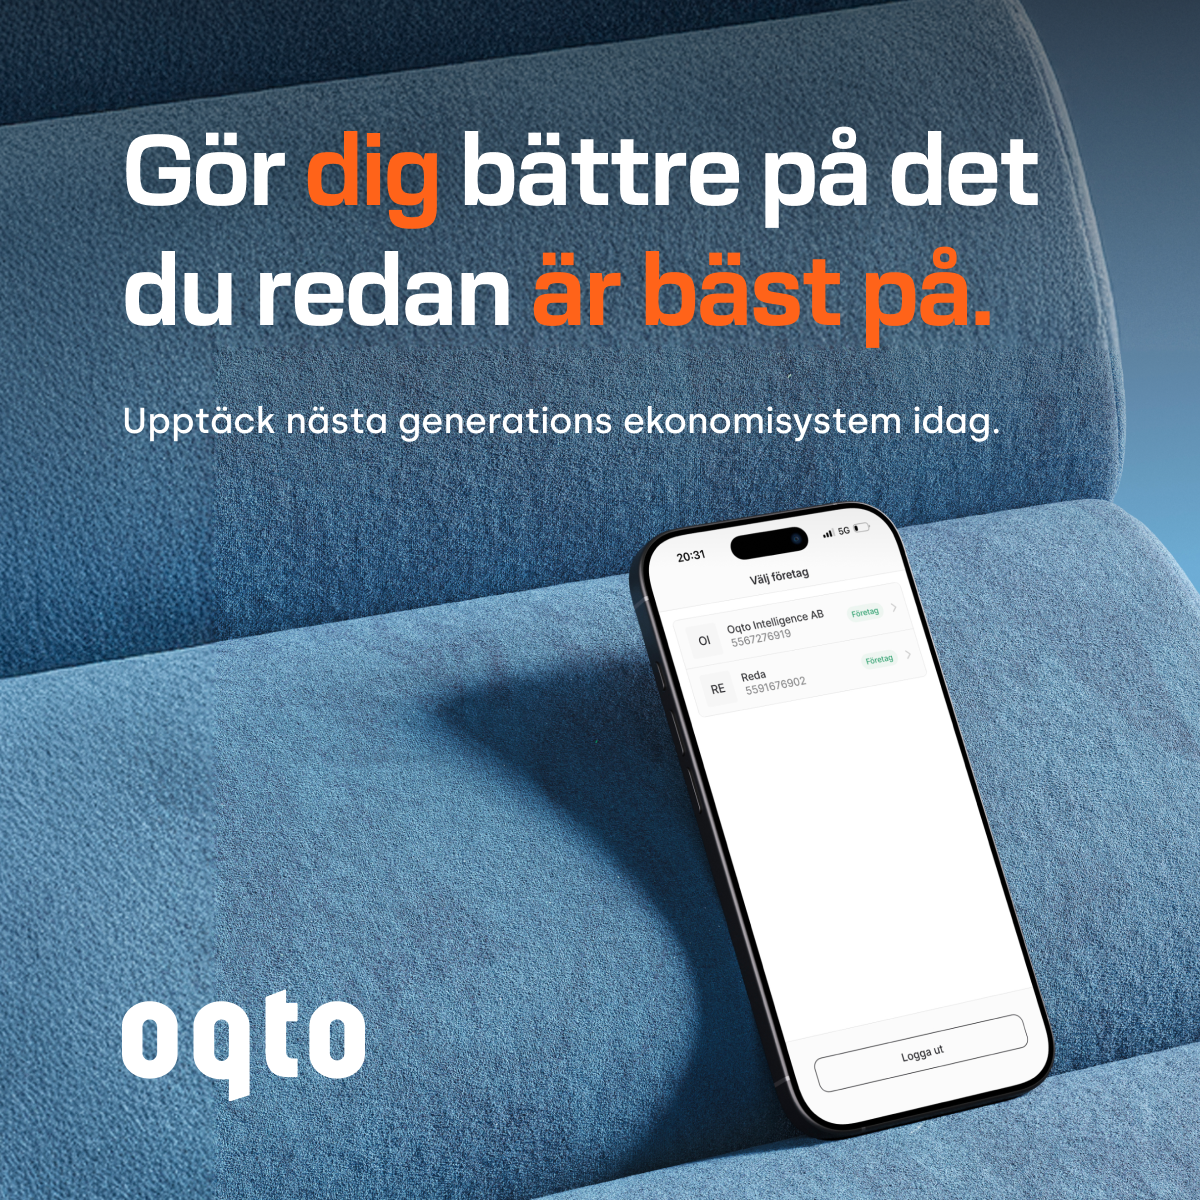 Gör dig bättre på det
du redan är bäst på.
Upptäck nästa generations ekonomisystem idag.
20:31
5G
Välj företag
OI
Oqto Intelligence AB
5567276919
Företag
RE
Reda
5591676902
Företag
Logga ut
oqto